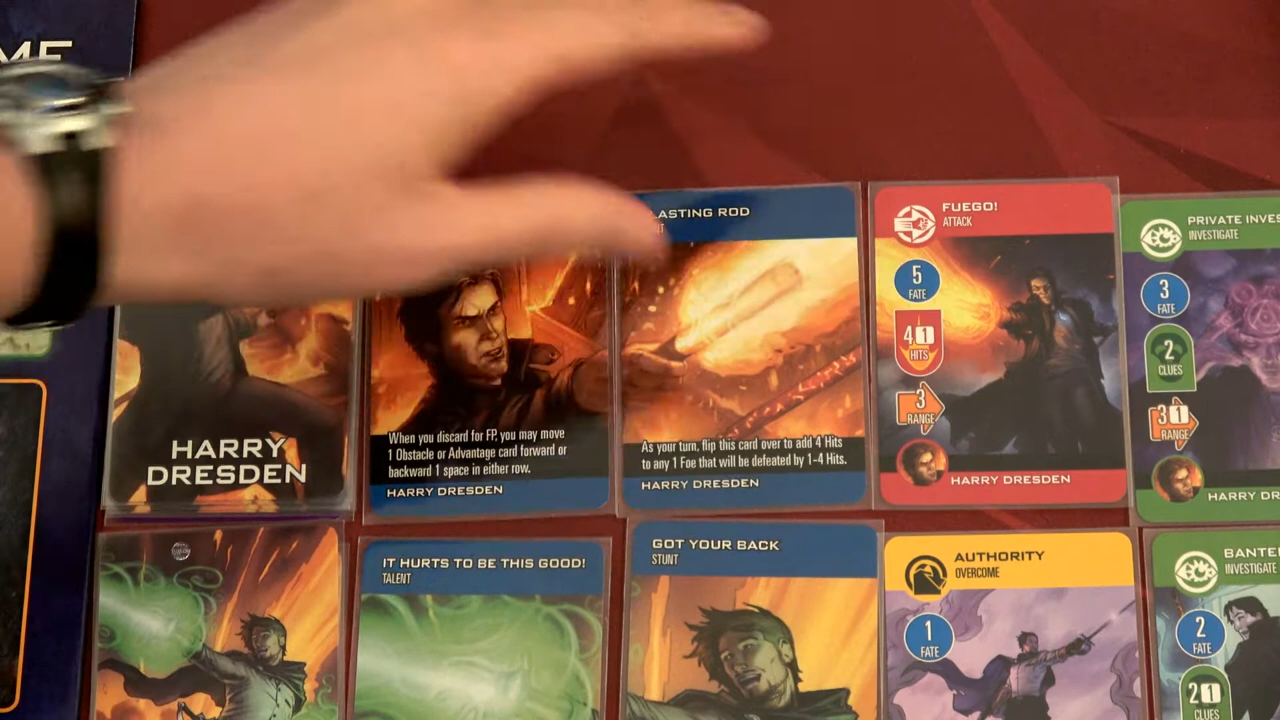 LASTING ROD
FUEGO!
ATTACK
5
FATE
4 1
HITS
3
RANGE
HARRY DRESDEN
PRIVATE INVES
INVESTIGATE
3
FATE
2
CLUES
3 1
RANGE
HARRY DR
HARRY
DRESDEN
When you discard for FP, you may move
1 Obstacle or Advantage card forward or
backward 1 space in either row.
HARRY DRESDEN
As your turn, flip this card over to add 4 Hits
to any 1 Foe that will be defeated by 1-4 Hits.
HARRY DRESDEN
IT HURTS TO BE THIS GOOD!
TALENT
GOT YOUR BACK
STUNT
AUTHORITY
OVERCOME
1
FATE
BANTE
INVESTIGATE
2
FATE
2 1
CLUES